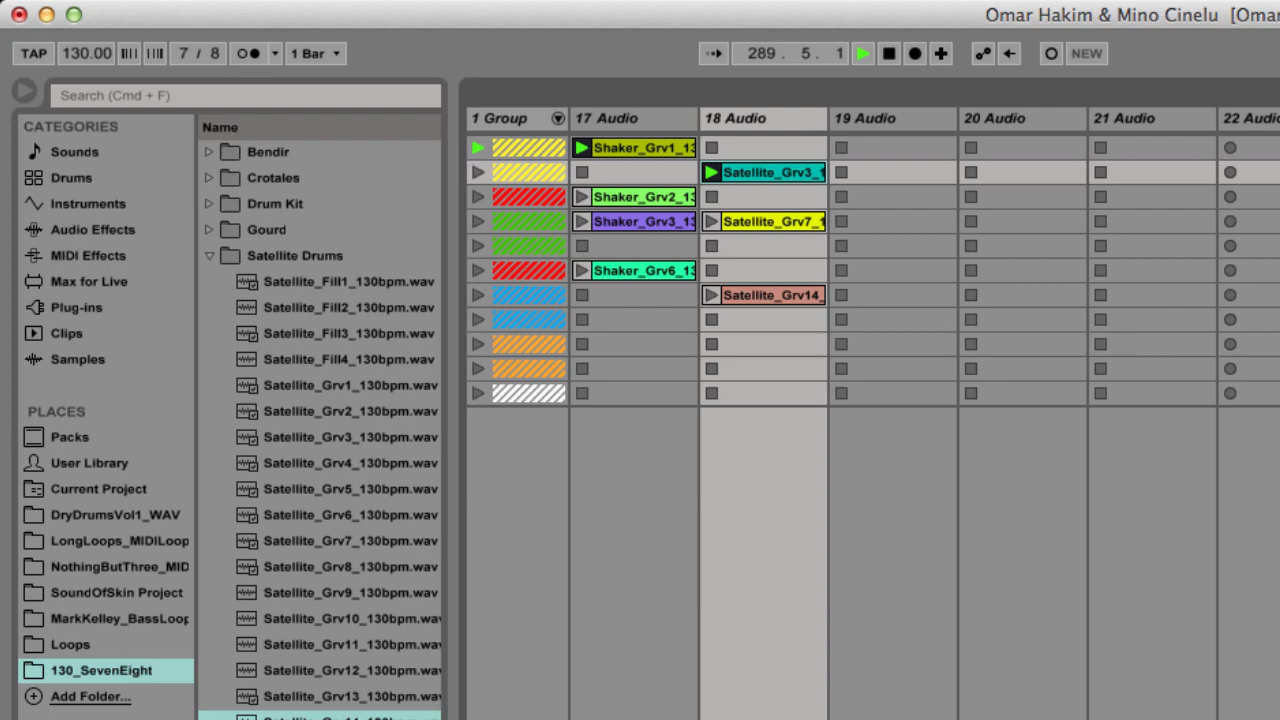 Omar Hakim & Mino Cinelu [Omar
TAP 130.00 7 / 8 1 Bar 289 . 5 . 1 NEW
Search (Cmd + F)
CATEGORIES
Sounds
Drums
Instruments
Audio Effects
MIDI Effects
Max for Live
Plug-ins
Clips
Samples
PLACES
Packs
User Library
Current Project
DryDrumsVol1_WAV
LongLoops_MIDILoop
NothingButThree_MID
SoundOfSkin Project
MarkKelley_BassLoop
Loops
130_SevenEight
Add Folder...
Name
Bendir
Crotales
Drum Kit
Gourd
Satellite Drums
Satellite_Fill1_130bpm.wav
Satellite_Fill2_130bpm.wav
Satellite_Fill3_130bpm.wav
Satellite_Fill4_130bpm.wav
Satellite_Grv1_130bpm.wav
Satellite_Grv2_130bpm.wav
Satellite_Grv3_130bpm.wav
Satellite_Grv4_130bpm.wav
Satellite_Grv5_130bpm.wav
Satellite_Grv6_130bpm.wav
Satellite_Grv7_130bpm.wav
Satellite_Grv8_130bpm.wav
Satellite_Grv9_130bpm.wav
Satellite_Grv10_130bpm.wav
Satellite_Grv11_130bpm.wav
Satellite_Grv12_130bpm.wav
Satellite_Grv13_130bpm.wav
1 Group 17 Audio 18 Audio 19 Audio 20 Audio 21 Audio 22 Audio
Shaker_Grv1_13
Satellite_Grv3_1
Shaker_Grv2_13
Shaker_Grv3_13 Satellite_Grv7_1
Shaker_Grv6_13
Satellite_Grv14_